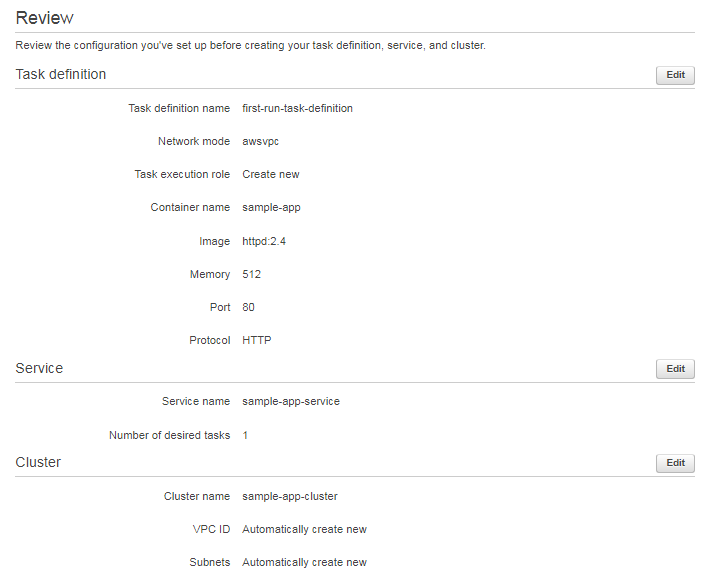 Review
Review the configuration you've set up before creating your task definition, service, and cluster.
Task definition Edit
Task definition name first-run-task-definition
Network mode awsvpc
Task execution role Create new
Container name sample-app
Image httpd:2.4
Memory 512
Port 80
Protocol HTTP
Service Edit
Service name sample-app-service
Number of desired tasks 1
Cluster Edit
Cluster name sample-app-cluster
VPC ID Automatically create new
Subnets Automatically create new